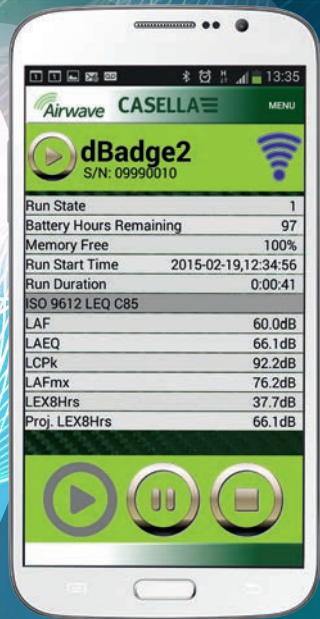 13:35
Airwave CASELLA MENU
dBadge2
S/N: 09990010
Run State 1
Battery Hours Remaining 97
Memory Free 100%
Run Start Time 2015-02-19,12:34:56
Run Duration 0:00:41
ISO 9612 LEQ C85
LAF 60.0dB
LAEQ 66.1dB
LCPk 92.2dB
LAFmx 76.2dB
LEX8Hrs 37.7dB
Proj. LEX8Hrs 66.1dB